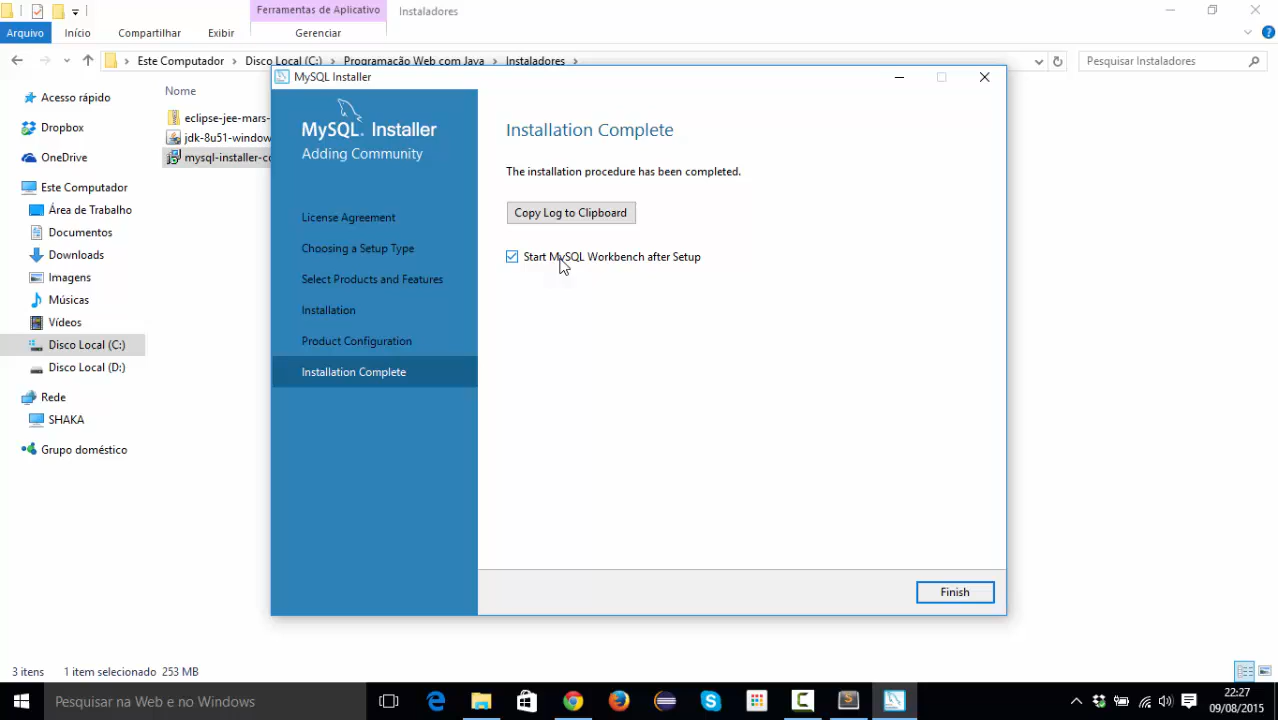 Ferramentas de Aplicativo
Instaladores
Arquivo
Início
Compartilhar
Exibir
Gerenciar
Este Computador
Disco Local (C:)
Programação Web com Java
Instaladores
Pesquisar Instaladores
Acesso rápido
Dropbox
OneDrive
Este Computador
Área de Trabalho
Documentos
Downloads
Imagens
Músicas
Vídeos
Disco Local (C:)
Disco Local (D:)
Rede
SHAKA
Grupo doméstico
Nome
eclipse-jee-mars-
jdk-8u51-window
mysql-installer-co
MySQL Installer
MySQL. Installer
Adding Community
License Agreement
Choosing a Setup Type
Select Products and Features
Installation
Product Configuration
Installation Complete
Installation Complete
The installation procedure has been completed.
Copy Log to Clipboard
Start MySQL Workbench after Setup
Finish
3 itens
1 item selecionado 253 MB
Pesquisar na Web e no Windows
22:27
09/08/2015